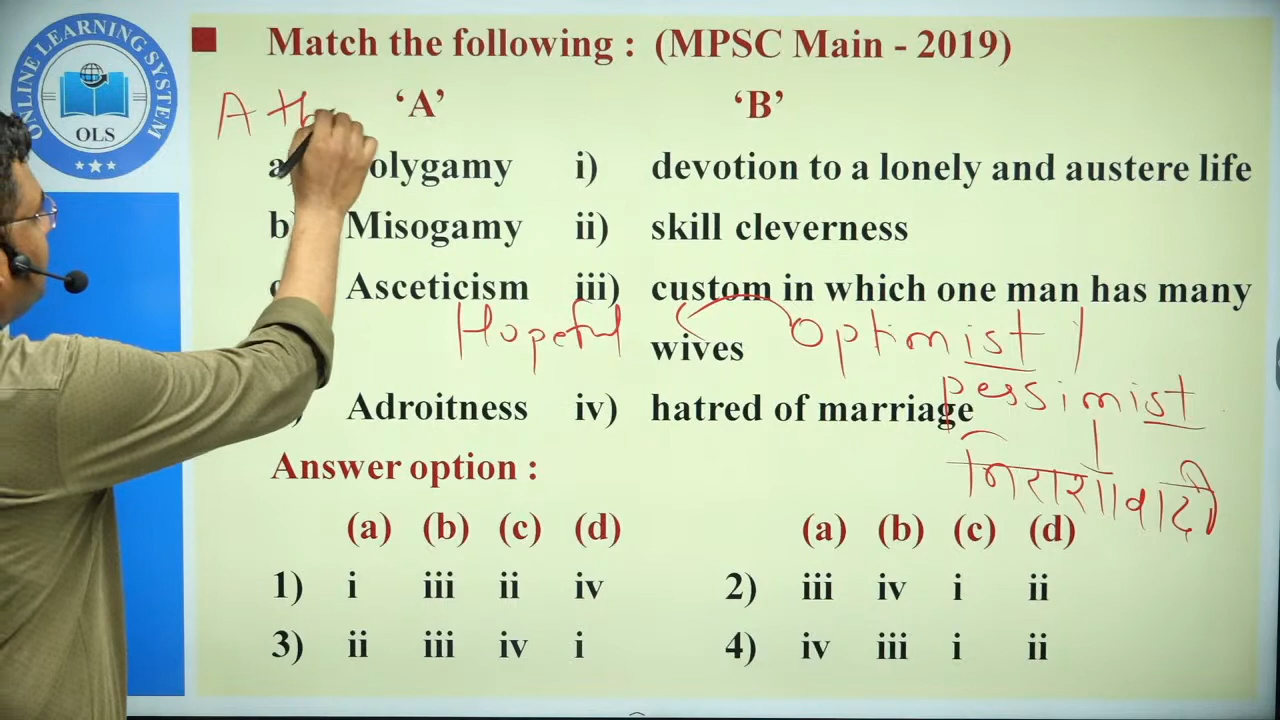 ONLINE LEARNING SYSTEM
OLS
Match the following : (MPSC Main - 2019)
A
‘A’ ‘B’
olygamy i) devotion to a lonely and austere life
b) Misogamy ii) skill cleverness
Asceticism iii) custom in which one man has many
Hopeful wives Optimist
pessimist
Adroitness iv) hatred of marriage
निराशावादी
Answer option :
(a) (b) (c) (d) (a) (b) (c) (d)
1) i iii ii iv 2) iii iv i ii
3) ii iii iv i 4) iv iii i ii